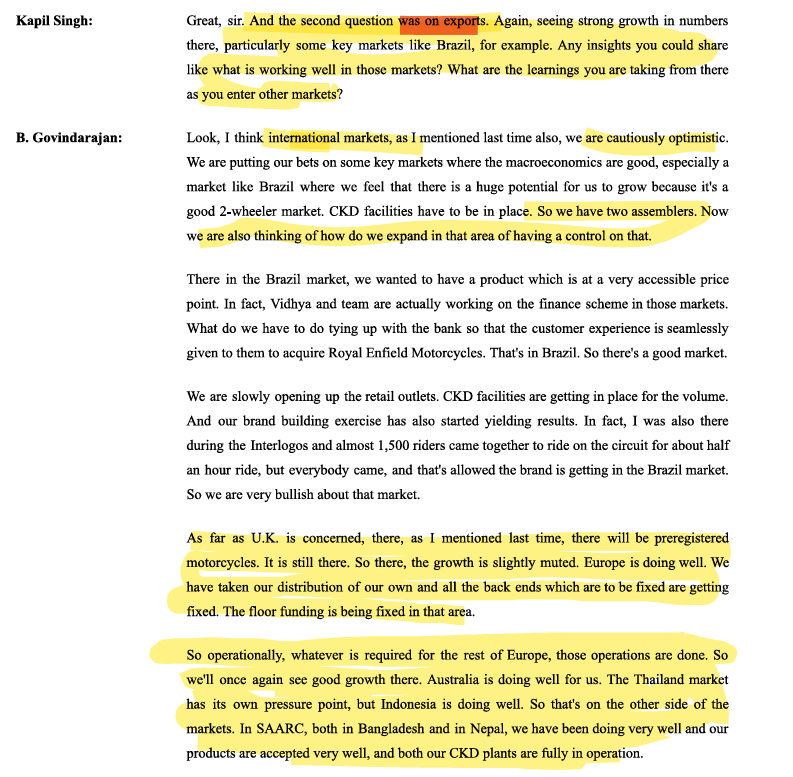 Kapil Singh: Great, sir. And the second question was on exports. Again, seeing strong growth in numbers
there, particularly some key markets like Brazil, for example. Any insights you could share
like what is working well in those markets? What are the learnings you are taking from there
as you enter other markets?
B. Govindarajan: Look, I think international markets, as I mentioned last time also, we are cautiously optimistic.
We are putting our bets on some key markets where the macroeconomics are good, especially a
market like Brazil where we feel that there is a huge potential for us to grow because it's a
good 2-wheeler market. CKD facilities have to be in place. So we have two assemblers. Now
we are also thinking of how do we expand in that area of having a control on that.
There in the Brazil market, we wanted to have a product which is at a very accessible price
point. In fact, Vidhya and team are actually working on the finance scheme in those markets.
What do we have to do tying up with the bank so that the customer experience is seamlessly
given to them to acquire Royal Enfield Motorcycles. That's in Brazil. So there's a good market.
We are slowly opening up the retail outlets. CKD facilities are getting in place for the volume.
And our brand building exercise has also started yielding results. In fact, I was also there
during the Interlogos and almost 1,500 riders came together to ride on the circuit for about half
an hour ride, but everybody came, and that's allowed the brand is getting in the Brazil market.
So we are very bullish about that market.
As far as U.K. is concerned, there, as I mentioned last time, there will be preregistered
motorcycles. It is still there. So there, the growth is slightly muted. Europe is doing well. We
have taken our distribution of our own and all the back ends which are to be fixed are getting
fixed. The floor funding is being fixed in that area.
So operationally, whatever is required for the rest of Europe, those operations are done. So
we'll once again see good growth there. Australia is doing well for us. The Thailand market
has its own pressure point, but Indonesia is doing well. So that's on the other side of the
markets. In SAARC, both in Bangladesh and in Nepal, we have been doing very well and our
products are accepted very well, and both our CKD plants are fully in operation.